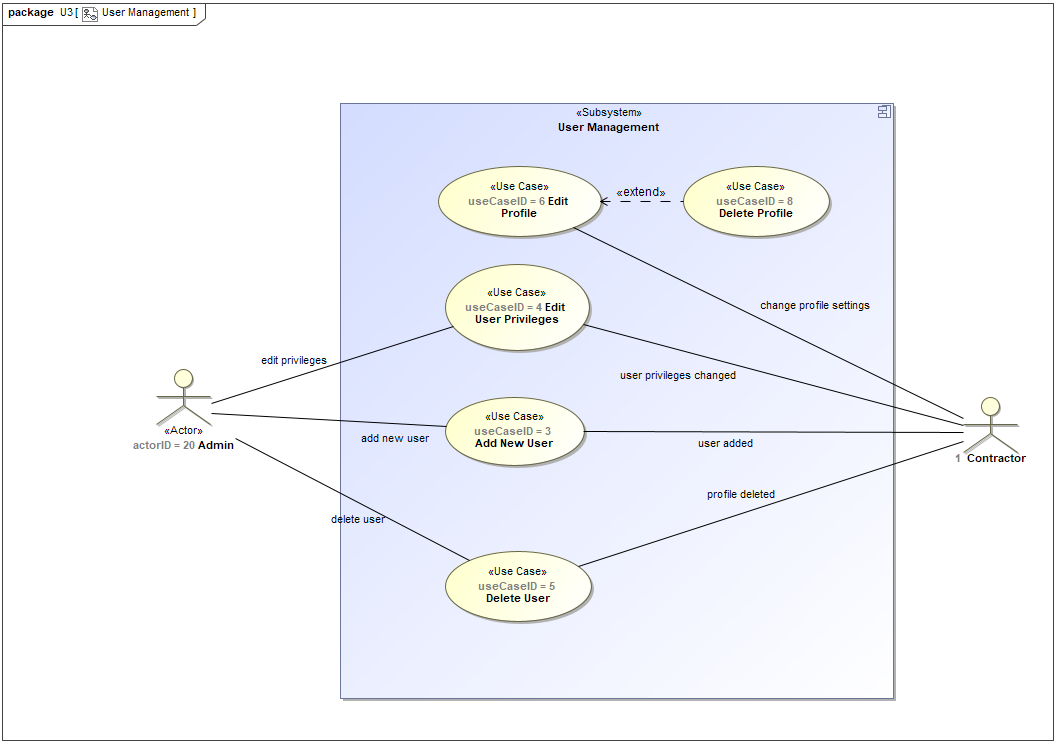 package U3 [ User Management ]
«Subsystem»
User Management
«Use Case»
useCaseID = 6 Edit
Profile
«extend»
«Use Case»
useCaseID = 8
Delete Profile
«Use Case»
useCaseID = 4 Edit
User Privileges
change profile settings
edit privileges
user privileges changed
«Actor»
actorID = 20 Admin
add new user
«Use Case»
useCaseID = 3
Add New User
user added
1 Contractor
profile deleted
delete user
«Use Case»
useCaseID = 5
Delete User